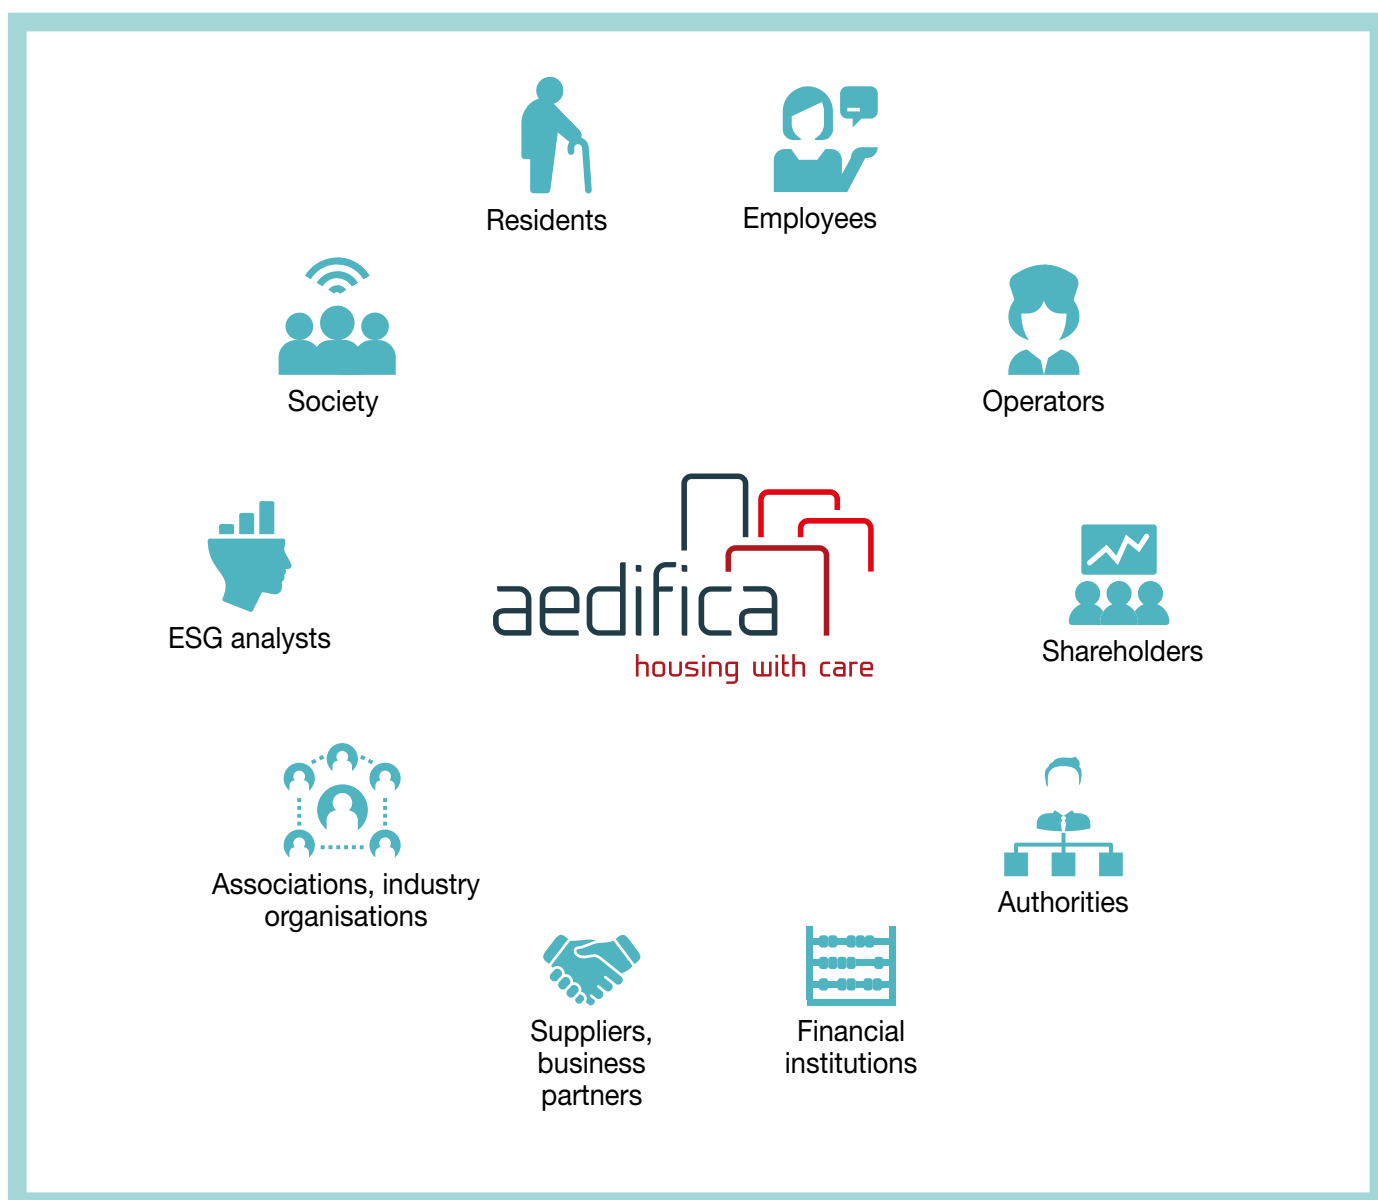 Residents
Employees
Society
Operators
aedifica
housing with care
ESG analysts
Shareholders
Associations, industry
organisations
Authorities
Suppliers,
business
partners
Financial
institutions